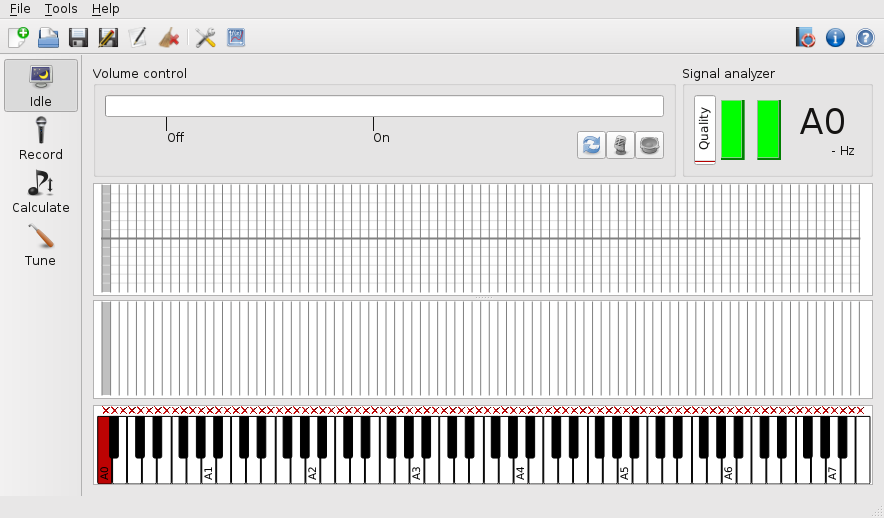 File Tools Help
Volume control
Signal analyzer
Idle
Record
Calculate
Tune
Off On
Quality
A0
- Hz
A0 A1 A2 A3 A4 A5 A6 A7